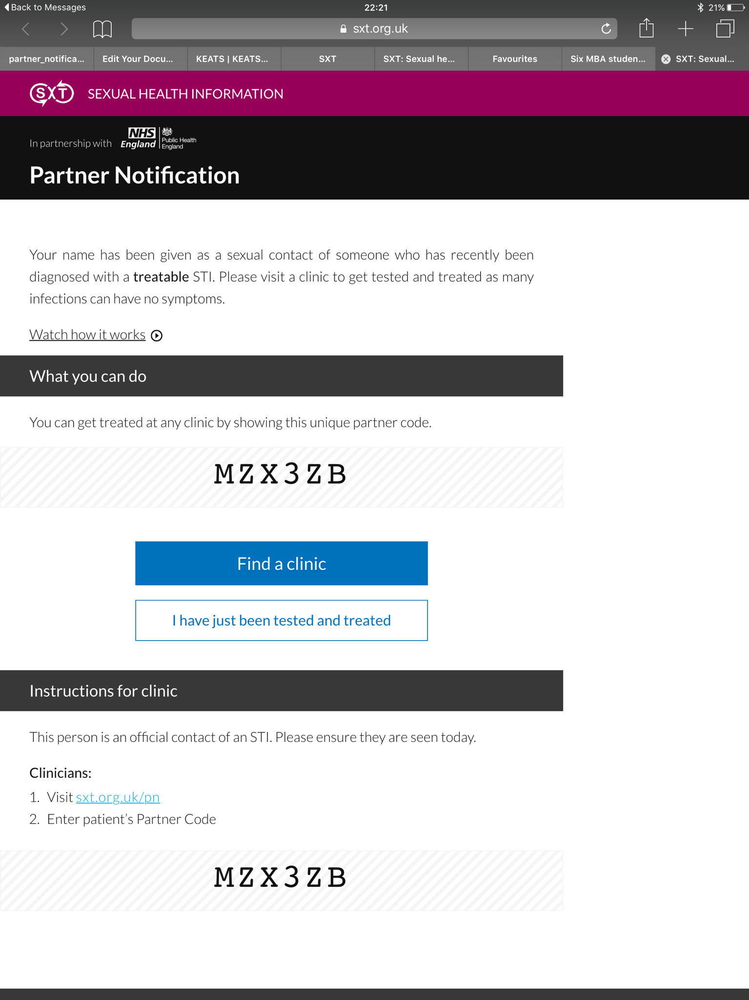 Back to Messages
22:21
21%
sxt.org.uk
partner_notifica...
Edit Your Docu...
KEATS | KEATS...
SXT
SXT: Sexual he...
Favourites
Six MBA studen...
SXT: Sexual...
SXT SEXUAL HEALTH INFORMATION
In partnership with
NHS
England
Public Health
England
Partner Notification
Your name has been given as a sexual contact of someone who has recently been
diagnosed with a treatable STI. Please visit a clinic to get tested and treated as many
infections can have no symptoms.
Watch how it works
What you can do
You can get treated at any clinic by showing this unique partner code.
MZX3ZB
Find a clinic
I have just been tested and treated
Instructions for clinic
This person is an official contact of an STI. Please ensure they are seen today.
Clinicians:
1. Visit sxt.org.uk/pn
2. Enter patient’s Partner Code
MZX3ZB